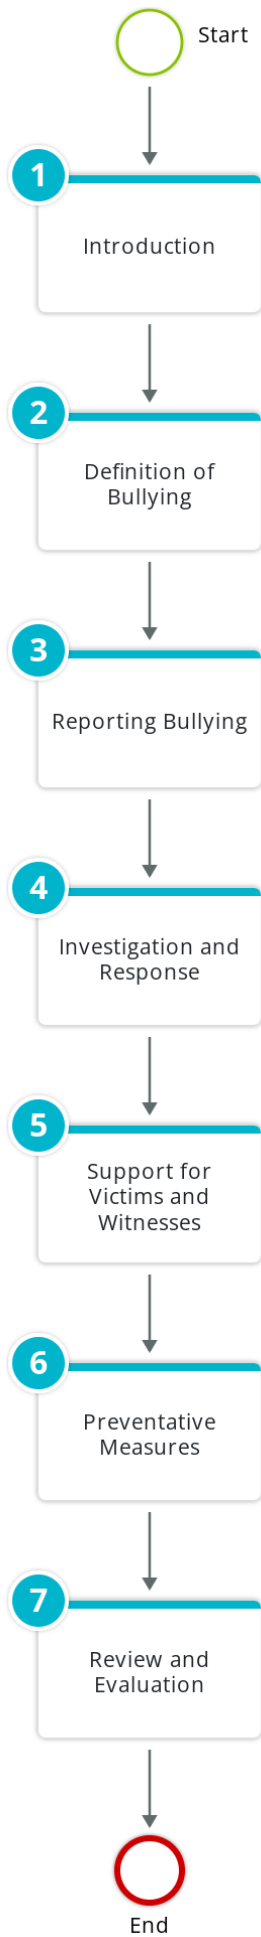 Start
1
Introduction
2
Definition of
Bullying
3
Reporting Bullying
4
Investigation and
Response
5
Support for
Victims and
Witnesses
6
Preventative
Measures
7
Review and
Evaluation
End